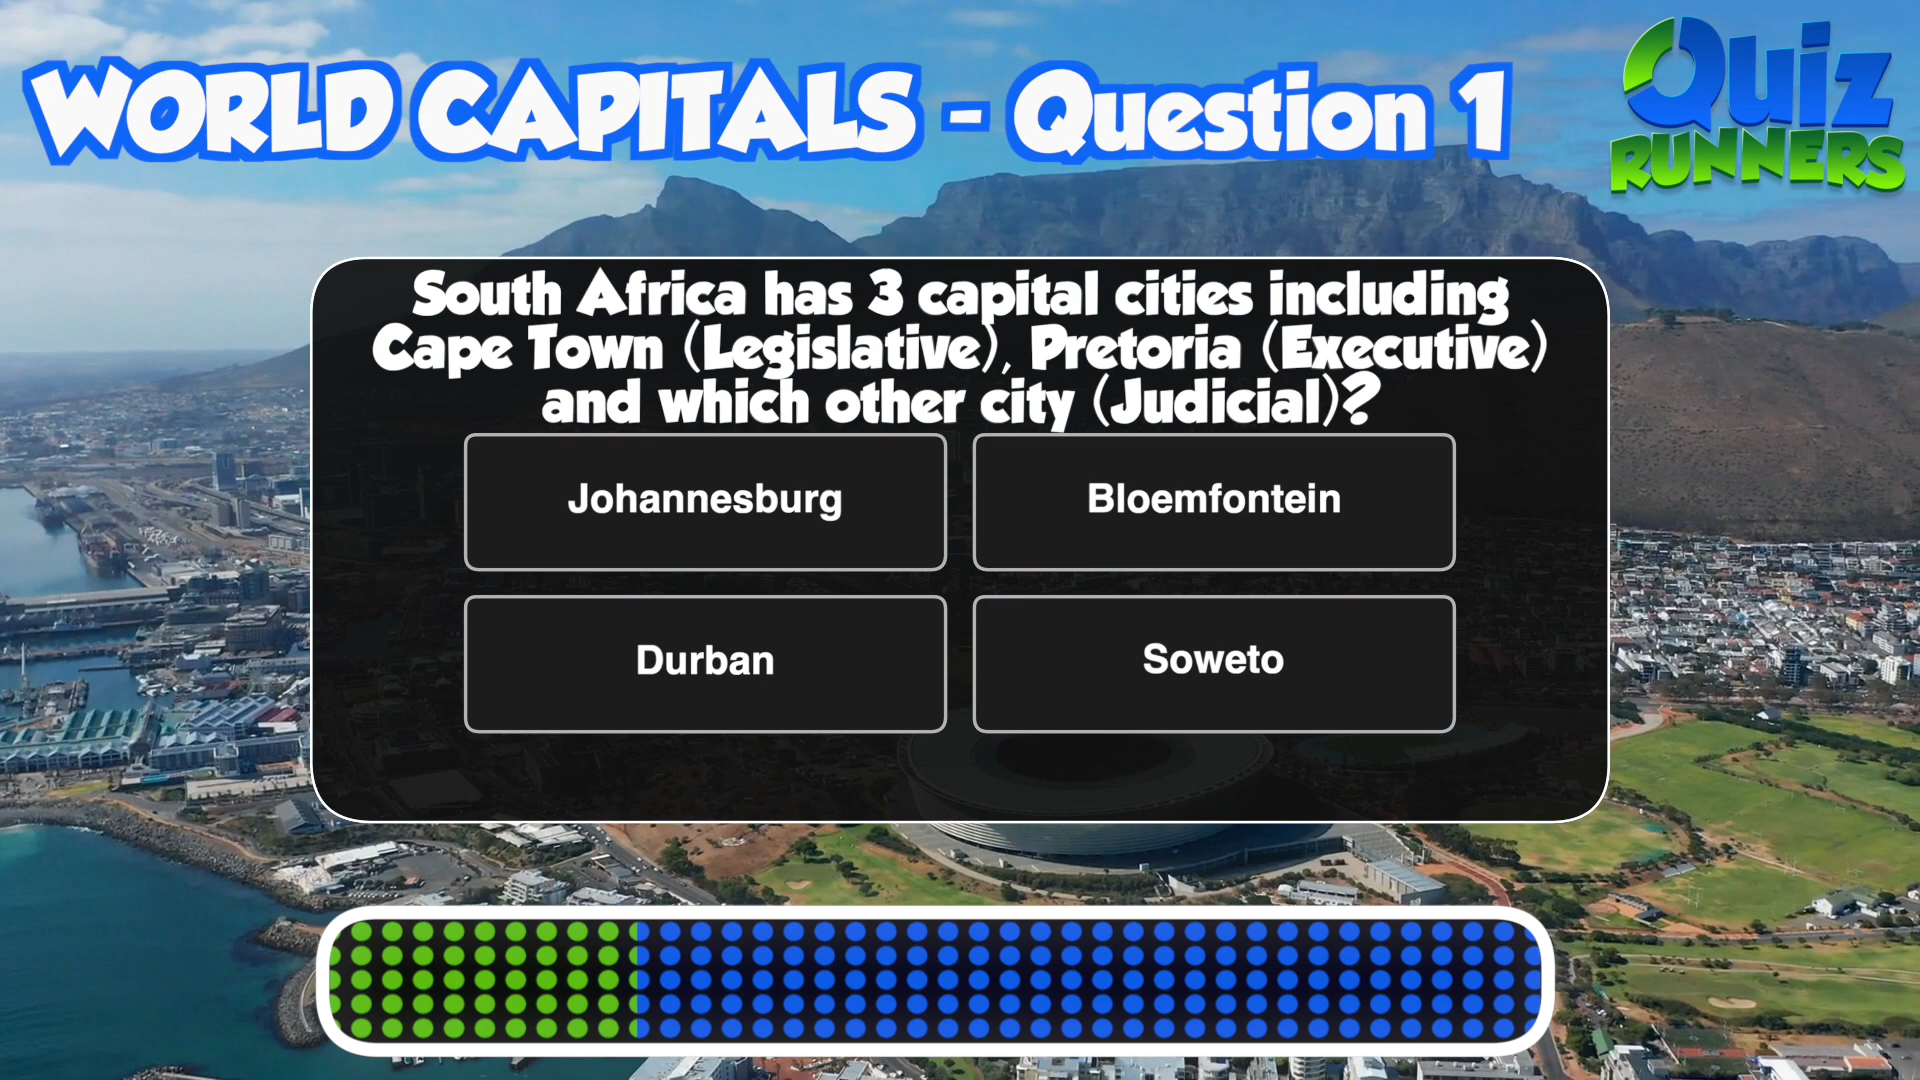 WORLD CAPITALS - Question 1
Quiz
RUNNERS
South Africa has 3 capital cities including
Cape Town (Legislative), Pretoria (Executive)
and which other city (Judicial)?
Johannesburg
Bloemfontein
Durban
Soweto